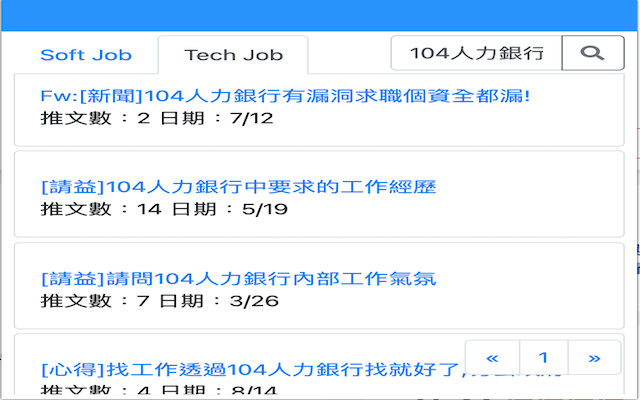 Soft Job
Tech Job
104人力銀行
Fw:[新聞]104人力銀行有漏洞求職個資全都漏!
推文數：2 日期：7/12
[請益]104人力銀行中要求的工作經歷
推文數：14 日期：5/19
[請益]請問104人力銀行內部工作氣氛
推文數：7 日期：3/26
« 1 »
[心得]找工作透過104人力銀行找就好了,
推文數：4 日期：8/14